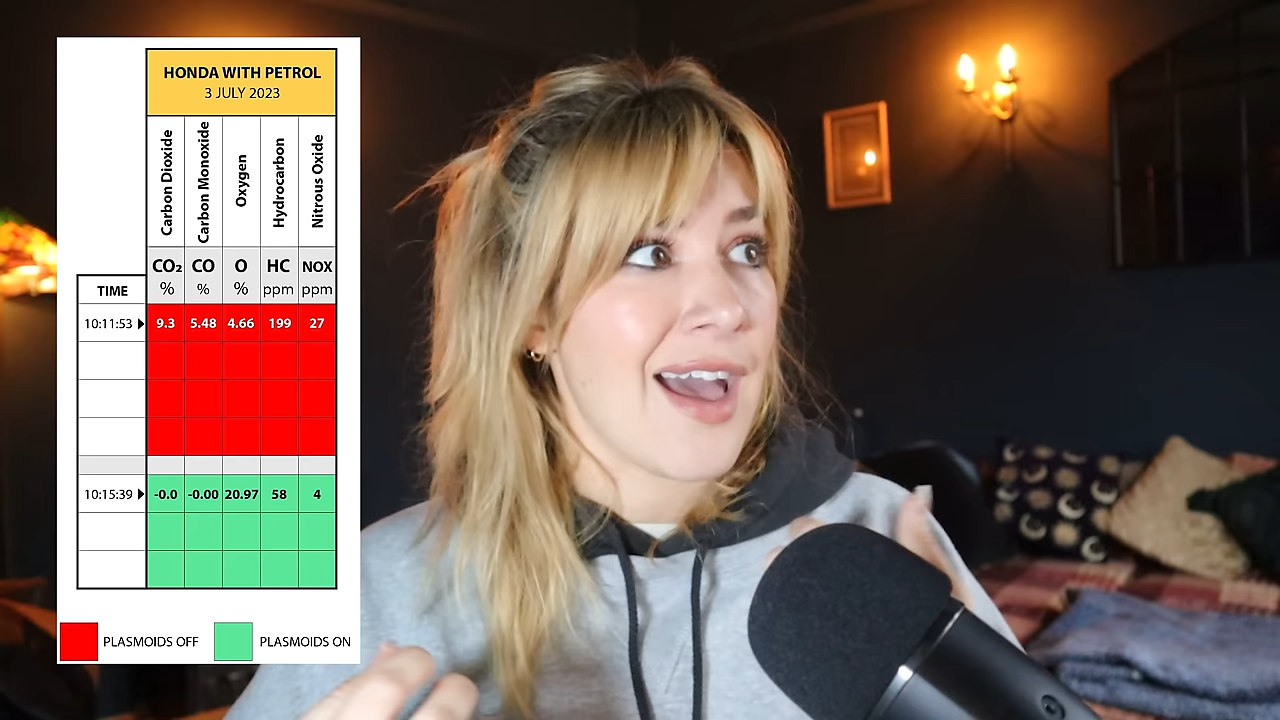 HONDA WITH PETROL
3 JULY 2023
Carbon Dioxide
Carbon Monoxide
Oxygen
Hydrocarbon
Nitrous Oxide
CO₂ CO O HC NOX
% % % ppm ppm
TIME
10:11:53 9.3 5.48 4.66 199 27
10:15:39 -0.0 -0.00 20.97 58 4
PLASMOIDS OFF PLASMOIDS ON